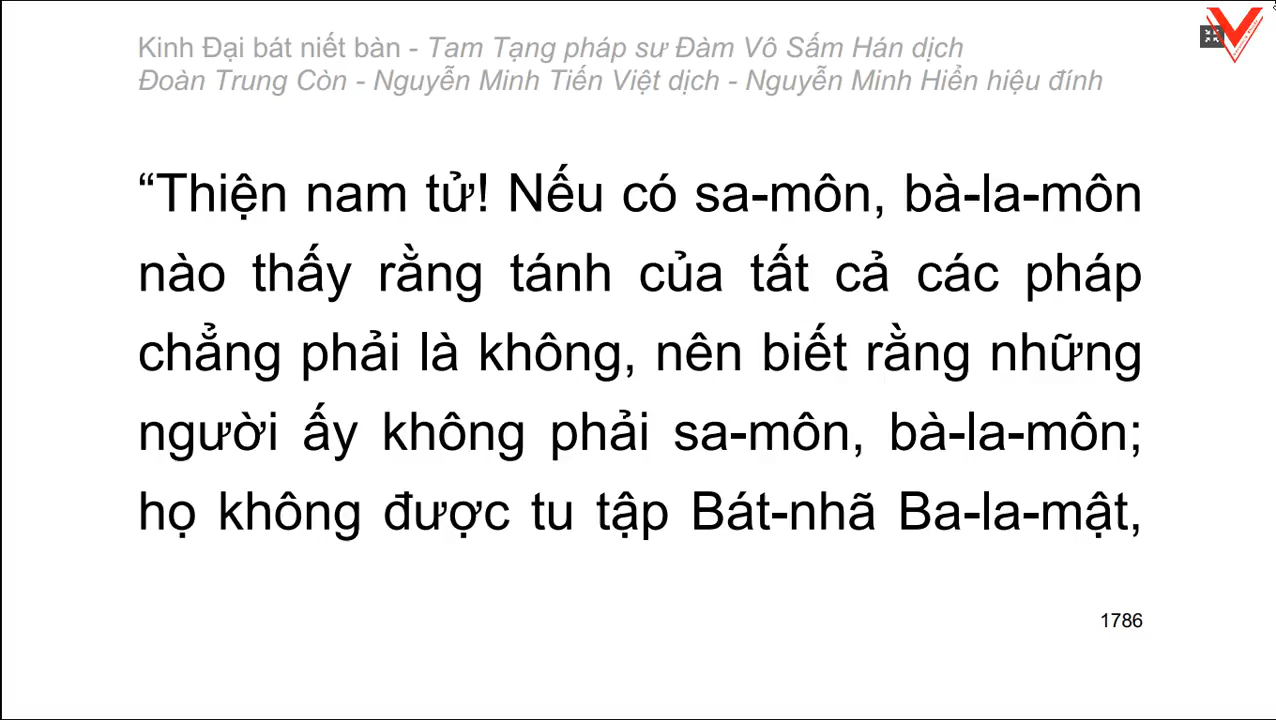 Kinh Đại bát niết bàn - Tam Tạng pháp sư Đàm Vô Sấm Hán dịch
Đoàn Trung Còn - Nguyễn Minh Tiến Việt dịch - Nguyễn Minh Hiển hiệu đính
“Thiện nam tử! Nếu có sa-môn, bà-la-môn
nào thấy rằng tánh của tất cả các pháp
chẳng phải là không, nên biết rằng những
người ấy không phải sa-môn, bà-la-môn;
họ không được tu tập Bát-nhã Ba-la-mật,
1786